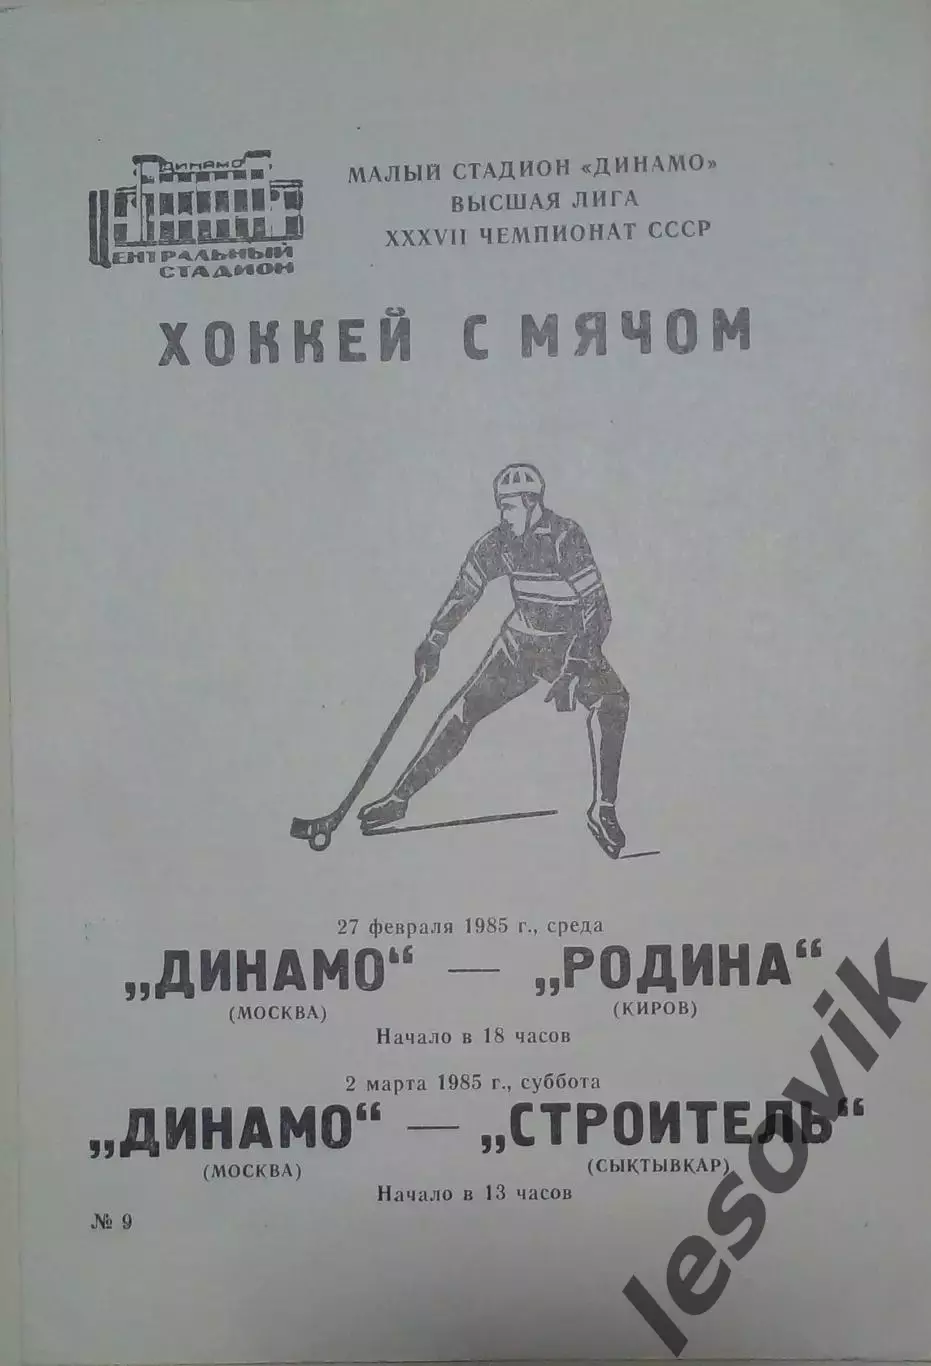 ДИНАМО
ЦЕНТРАЛЬНЫЙ
СТАДИОН
МАЛЫЙ СТАДИОН «ДИНАМО»
ВЫСШАЯ ЛИГА
XXXVII ЧЕМПИОНАТ СССР
ХОККЕЙ С МЯЧОМ
27 февраля 1985 г., среда
„ДИНАМО“ — „РОДИНА“
(МОСКВА) (КИРОВ)
Начало в 18 часов
2 марта 1985 г., суббота
„ДИНАМО“ — „СТРОИТЕЛЬ“
(МОСКВА) (СЫҚТЫВҚАР)
Начало в 13 часов
№ 9
lesovik